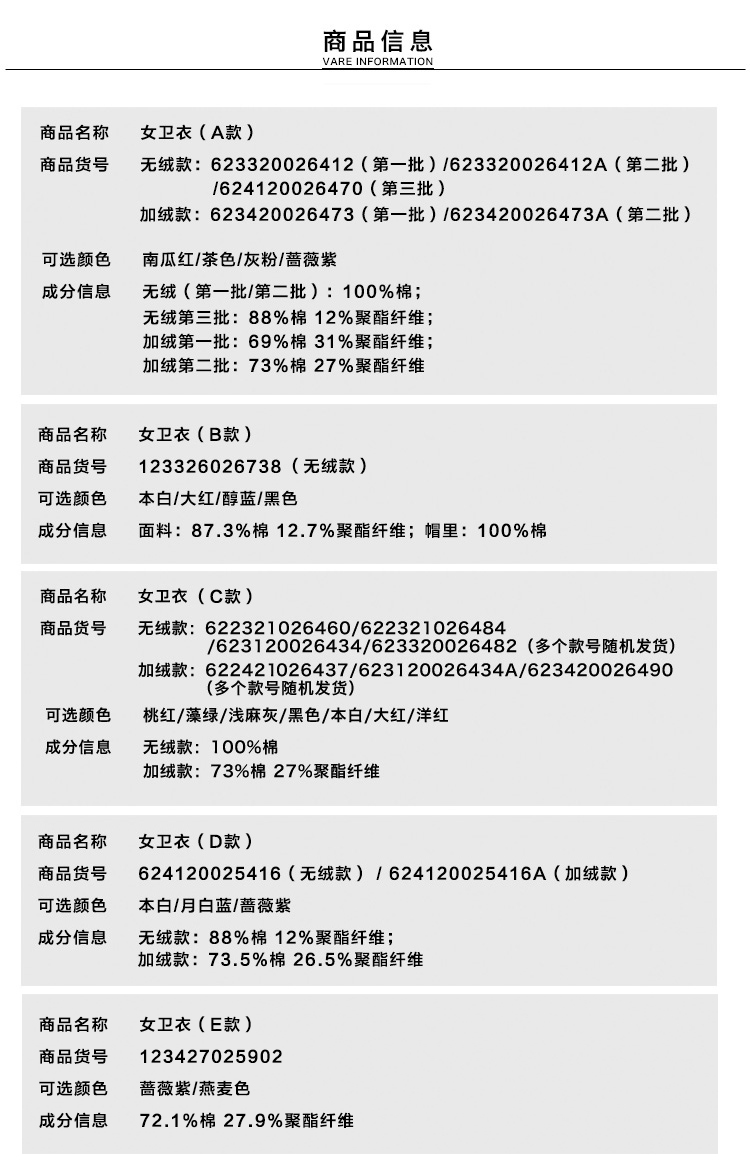 商品信息
VARE INFORMATION
商品名称 女卫衣（A款）
商品货号 无绒款：623320026412（第一批）/623320026412A（第二批）
/624120026470（第三批）
加绒款：623420026473（第一批）/623420026473A（第二批）
可选颜色 南瓜红/茶色/灰粉/蔷薇紫
成分信息 无绒（第一批/第二批）：100%棉；
无绒第三批：88%棉 12%聚酯纤维；
加绒第一批：69%棉 31%聚酯纤维；
加绒第二批：73%棉 27%聚酯纤维
商品名称 女卫衣（B款）
商品货号 123326026738（无绒款）
可选颜色 本白/大红/醇蓝/黑色
成分信息 面料：87.3%棉 12.7%聚酯纤维；帽里：100%棉
商品名称 女卫衣（C款）
商品货号 无绒款：622321026460/622321026484
/623120026434/623320026482（多个款号随机发货）
加绒款：622421026437/623120026434A/623420026490
（多个款号随机发货）
可选颜色 桃红/藻绿/浅麻灰/黑色/本白/大红/洋红
成分信息 无绒款：100%棉
加绒款：73%棉 27%聚酯纤维
商品名称 女卫衣（D款）
商品货号 624120025416（无绒款）/ 624120025416A（加绒款）
可选颜色 本白/月白蓝/蔷薇紫
成分信息 无绒款：88%棉 12%聚酯纤维；
加绒款：73.5%棉 26.5%聚酯纤维
商品名称 女卫衣（E款）
商品货号 123427025902
可选颜色 蔷薇紫/燕麦色
成分信息 72.1%棉 27.9%聚酯纤维